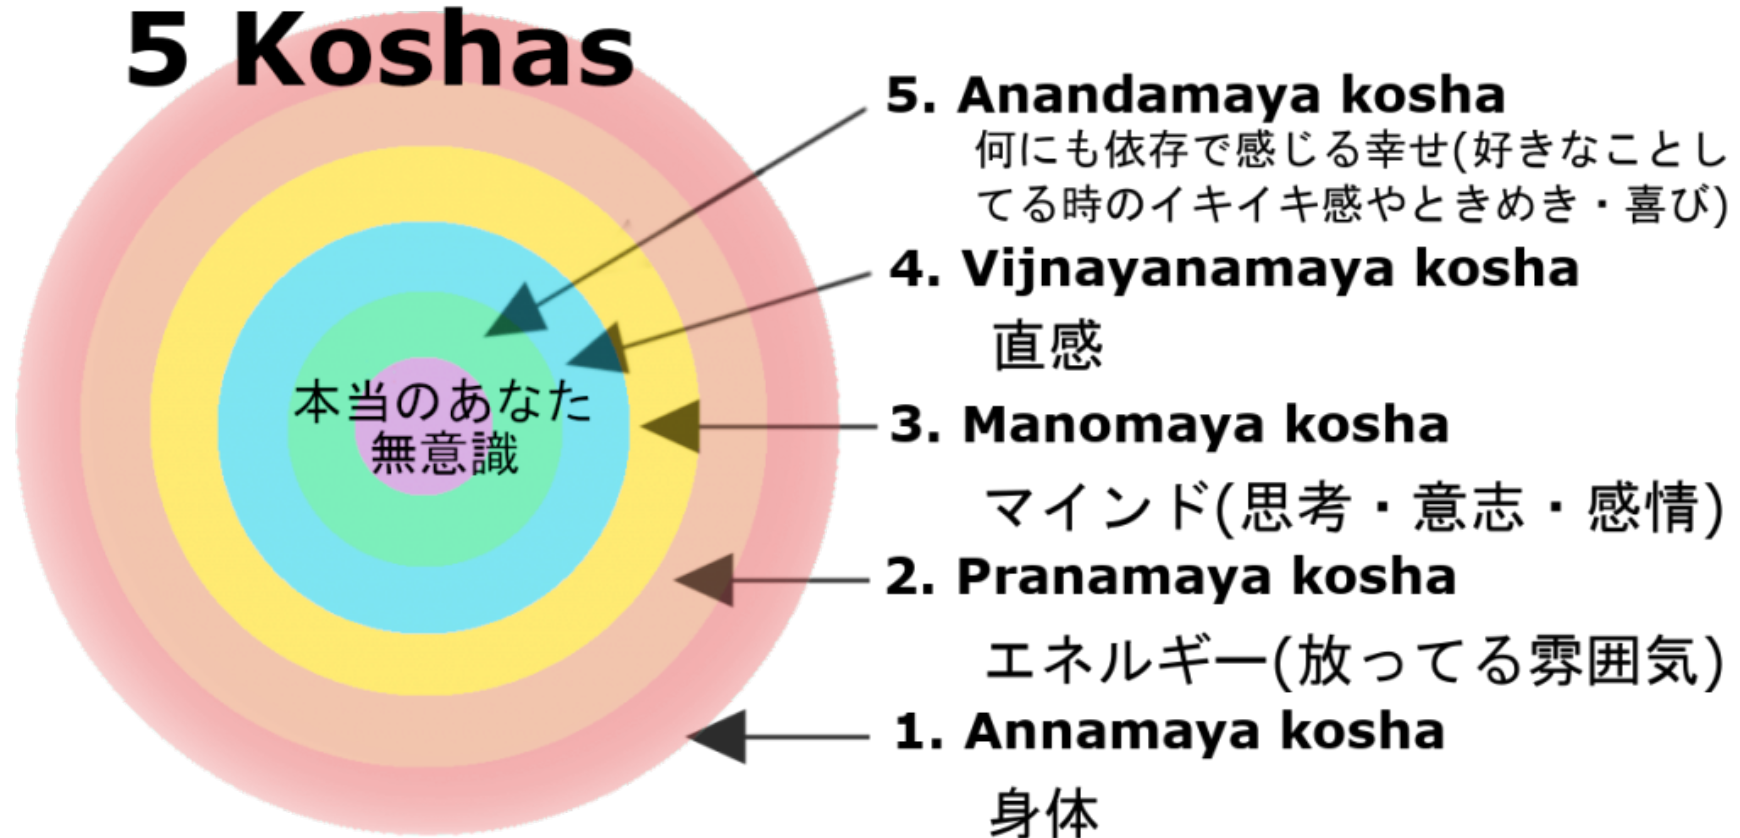 5 Koshas
5. Anandamaya kosha
何にも依存で感じる幸せ(好きなことし
てる時のイキイキ感やときめき・喜び)
4. Vijnayanamaya kosha
直感
本当のあなた
無意識
3. Manomaya kosha
マインド(思考・意志・感情)
2. Pranamaya kosha
エネルギー(放ってる雰囲気)
1. Annamaya kosha
身体